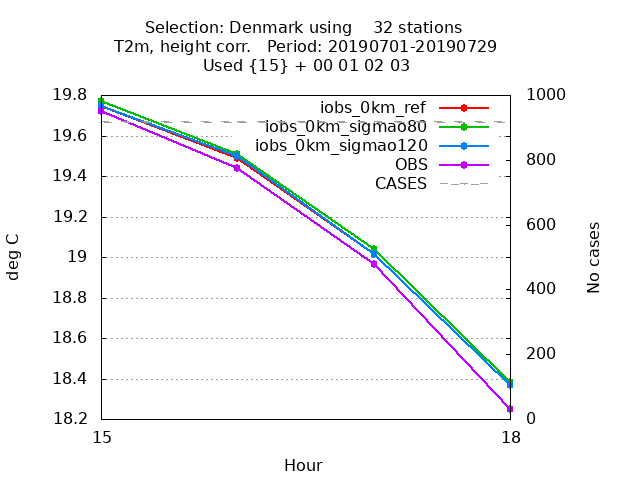 Selection: Denmark using    32 stations
T2m, height corr.   Period: 20190701-20190729
Used {15} + 00 01 02 03
19.8
19.6
19.4
19.2
19
18.8
18.6
18.4
18.2
deg C
1000
800
600
400
200
0
No cases
iobs_0km_ref
iobs_0km_sigmao80
iobs_0km_sigmao120
OBS
CASES
15
18
Hour